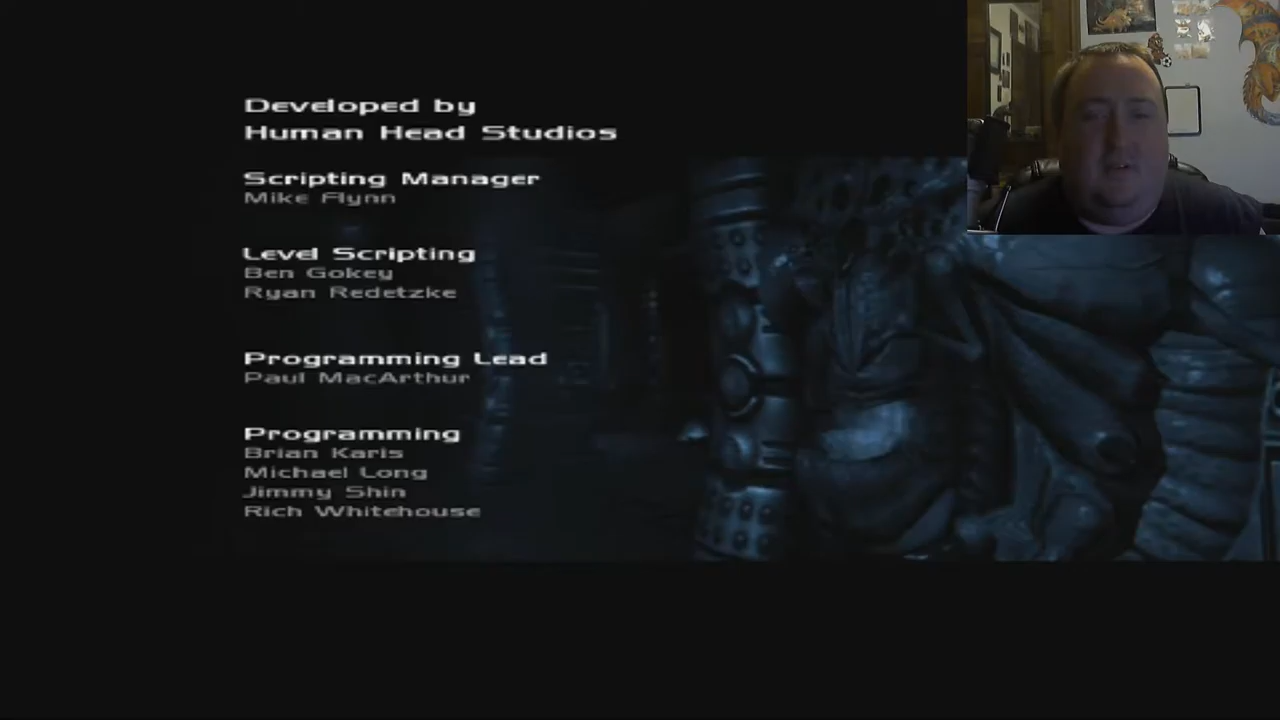 Developed by
Human Head Studios
Scripting Manager
Mike Flynn
Level Scripting
Ben Gokey
Ryan Redetzke
Programming Lead
Paul MacArthur
Programming
Brian Karis
Michael Long
Jimmy Shin
Rich Whitehouse